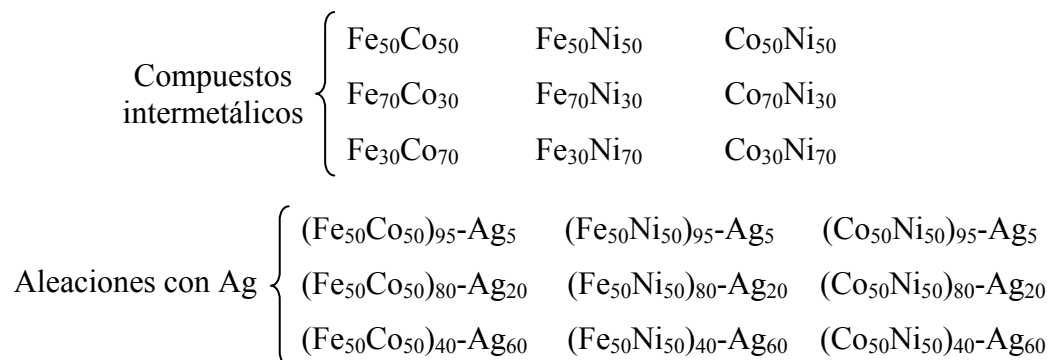 Compuestos intermetálicos
Fe₅₀Co₅₀ Fe₅₀Ni₅₀ Co₅₀Ni₅₀
Fe₇₀Co₃₀ Fe₇₀Ni₃₀ Co₇₀Ni₃₀
Fe₃₀Co₇₀ Fe₃₀Ni₇₀ Co₃₀Ni₇₀
Aleaciones con Ag
(Fe₅₀Co₅₀)₉₅-Ag₅ (Fe₅₀Ni₅₀)₉₅-Ag₅ (Co₅₀Ni₅₀)₉₅-Ag₅
(Fe₅₀Co₅₀)₈₀-Ag₂₀ (Fe₅₀Ni₅₀)₈₀-Ag₂₀ (Co₅₀Ni₅₀)₈₀-Ag₂₀
(Fe₅₀Co₅₀)₄₀-Ag₆₀ (Fe₅₀Ni₅₀)₄₀-Ag₆₀ (Co₅₀Ni₅₀)₄₀-Ag₆₀